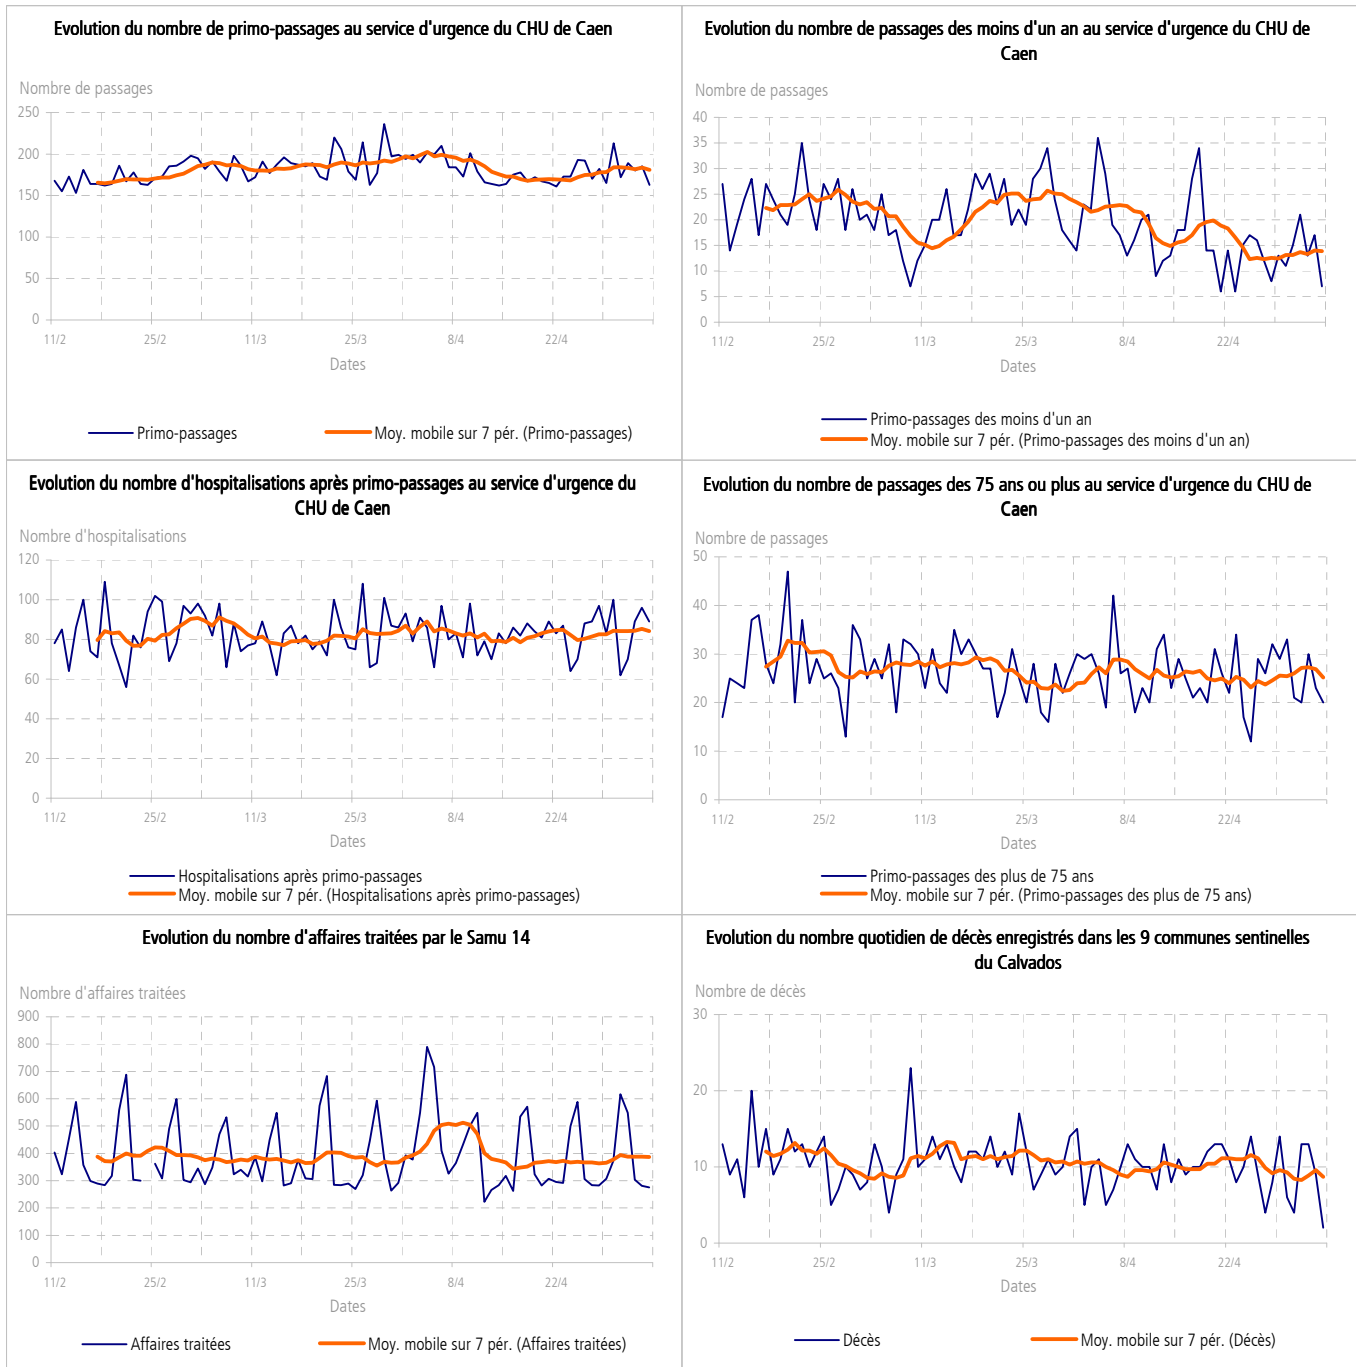 Evolution du nombre de primo-passages au service d'urgence du CHU de Caen
Nombre de passages
250
200
150
100
50
0
11/2 25/2 11/3 25/3 8/4 22/4
Dates
Primo-passages Moy. mobile sur 7 pér. (Primo-passages)
Evolution du nombre de passages des moins d'un an au service d'urgence du CHU de
Caen
Nombre de passages
40
35
30
25
20
15
10
5
0
11/2 25/2 11/3 25/3 8/4 22/4
Dates
Primo-passages des moins d'un an
Moy. mobile sur 7 pér. (Primo-passages des moins d'un an)
Evolution du nombre d'hospitalisations après primo-passages au service d'urgence du
CHU de Caen
Nombre d'hospitalisations
120
100
80
60
40
20
0
11/2 25/2 11/3 25/3 8/4 22/4
Dates
Hospitalisations après primo-passages
Moy. mobile sur 7 pér. (Hospitalisations après primo-passages)
Evolution du nombre de passages des 75 ans ou plus au service d'urgence du CHU de
Caen
Nombre de passages
50
40
30
20
10
0
11/2 25/2 11/3 25/3 8/4 22/4
Dates
Primo-passages des plus de 75 ans
Moy. mobile sur 7 pér. (Primo-passages des plus de 75 ans)
Evolution du nombre d'affaires traitées par le Samu 14
Nombre d'affaires traitées
900
800
700
600
500
400
300
200
100
0
11/2 25/2 11/3 25/3 8/4 22/4
Dates
Affaires traitées Moy. mobile sur 7 pér. (Affaires traitées)
Evolution du nombre quotidien de décès enregistrés dans les 9 communes sentinelles
du Calvados
Nombre de décès
30
20
10
0
11/2 25/2 11/3 25/3 8/4 22/4
Dates
Décès Moy. mobile sur 7 pér. (Décès)